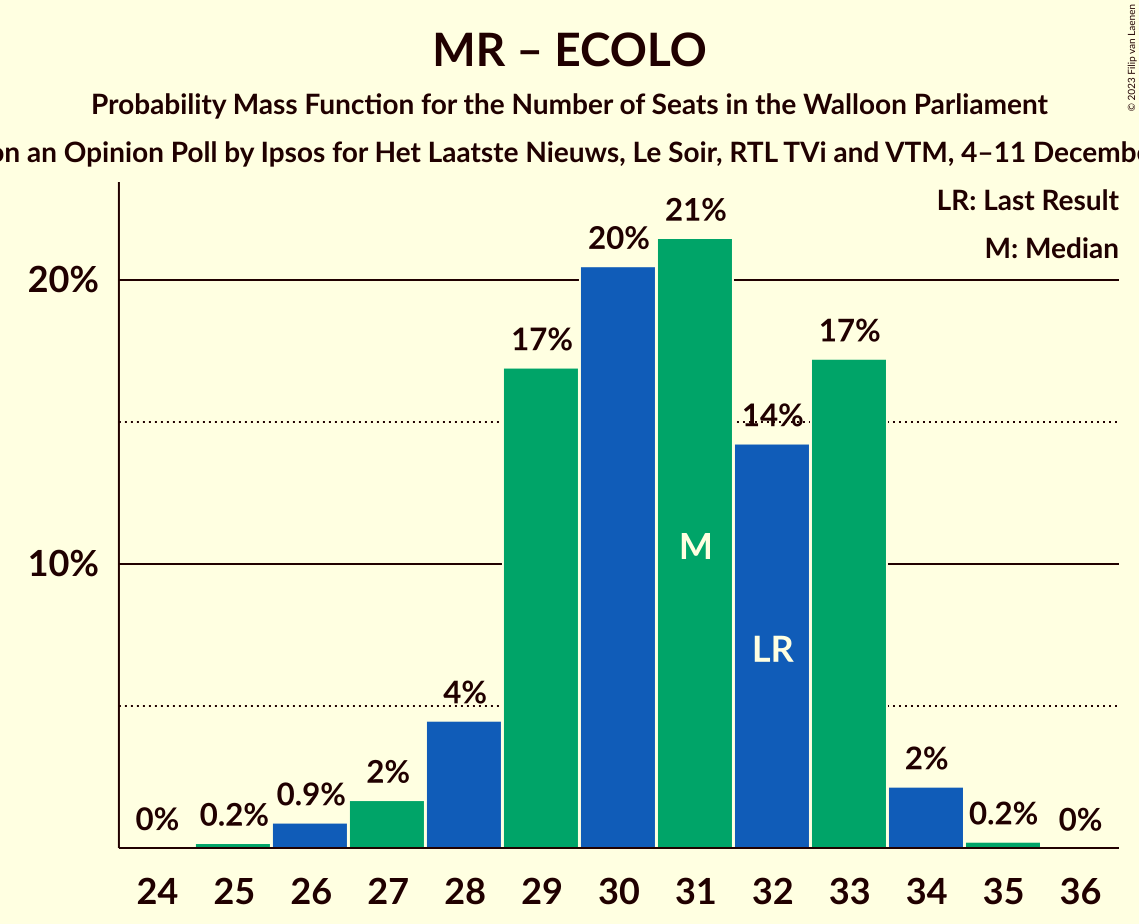 MR – ECOLO
Probability Mass Function for the Number of Seats in the Walloon Parliament
on an Opinion Poll by Ipsos for Het Laatste Nieuws, Le Soir, RTL TVi and VTM, 4–11 Decembe
© 2023 Filip van Laenen
LR: Last Result
M: Median
20%
10%
0%
0.2%
0.9%
2%
4%
17%
20%
21%
14%
17%
2%
0.2%
0%
M
LR
24 25 26 27 28 29 30 31 32 33 34 35 36